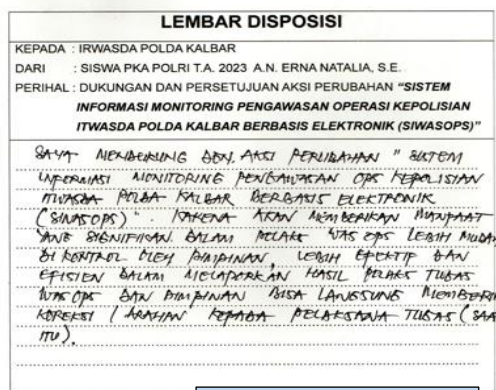 LEMBAR DISPOSISI
KEPADA : IRWASDA POLDA KALBAR
DARI : SISWA PKA POLRI T.A. 2023 A.N. ERNA NATALIA, S.E.
PERIHAL : DUKUNGAN DAN PERSETUJUAN AKSI PERUBAHAN "SISTEM
INFORMASI MONITORING PENGAWASAN OPERASI KEPOLISIAN
ITWASDA POLDA KALBAR BERBASIS ELEKTRONIK (SIWASOPS)"
SAYA MENDUKUNG DGN. AKSI PERUBAHAN " SISTEM
INFORMASI MONITORING PENGAWASAN OPS KEPOLISIAN
ITWASDA POLDA KALBAR BERBASIS ELEKTRONIK
(SIWASOPS)". KARENA AKAN MEMBERIKAN MANFAAT
YANG SIGNIFIKAN DALAM PELAKS WAS OPS LEBIH MUDAH
DI KONTROL OLEH PIMPINAN, LEBIH EFEKTIF DAN
EFISIEN DALAM MELAPORKAN HASIL PELAKS TUGAS
WAS OPS DAN PIMPINAN BISA LANGSUNG MEMBERI
KOREKSI / ARAHAN KEPADA PELAKSANA TUGAS (SAAT
ITU).